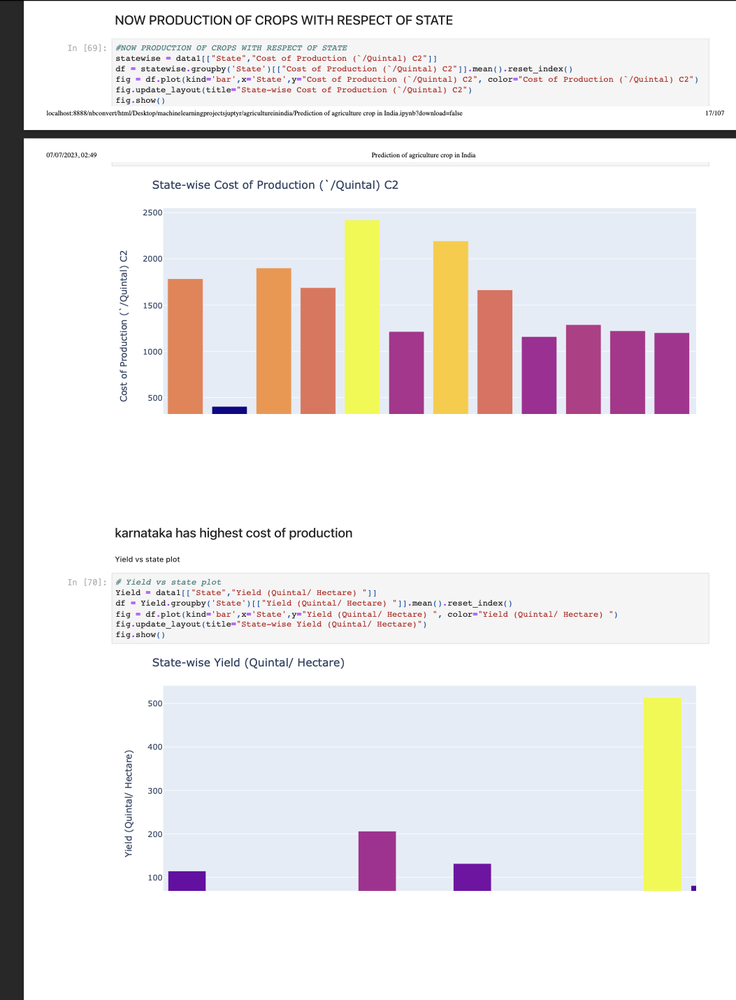 NOW PRODUCTION OF CROPS WITH RESPECT OF STATE
In [69]:
#NOW PRODUCTION OF CROPS WITH RESPECT OF STATE
statewise = data1[["State","Cost of Production (`/Quintal) C2"]]
df = statewise.groupby('State')[["Cost of Production (`/Quintal) C2"]].mean().reset_index()
fig = df.plot(kind='bar',x='State',y="Cost of Production (`/Quintal) C2", color="Cost of Production (`/Quintal) C2")
fig.update_layout(title="State-wise Cost of Production (`/Quintal) C2")
fig.show()
localhost:8888/nbconvert/html/Desktop/machinelearningprojectsjuptyr/agricultureinindia/Prediction of agriculture crop in India.ipynb?download=false
17/107
07/07/2023, 02:49
Prediction of agriculture crop in India
State-wise Cost of Production (`/Quintal) C2
2500
2000
1500
1000
500
Cost of Production (`/Quintal) C2
karnataka has highest cost of production
Yield vs state plot
In [70]:
# Yield vs state plot
Yield = data1[["State","Yield (Quintal/ Hectare) "]]
df = Yield.groupby('State')[["Yield (Quintal/ Hectare) "]].mean().reset_index()
fig = df.plot(kind='bar',x='State',y="Yield (Quintal/ Hectare) ", color="Yield (Quintal/ Hectare) ")
fig.update_layout(title="State-wise Yield (Quintal/ Hectare)")
fig.show()
State-wise Yield (Quintal/ Hectare)
500
400
300
200
100
Yield (Quintal/ Hectare)